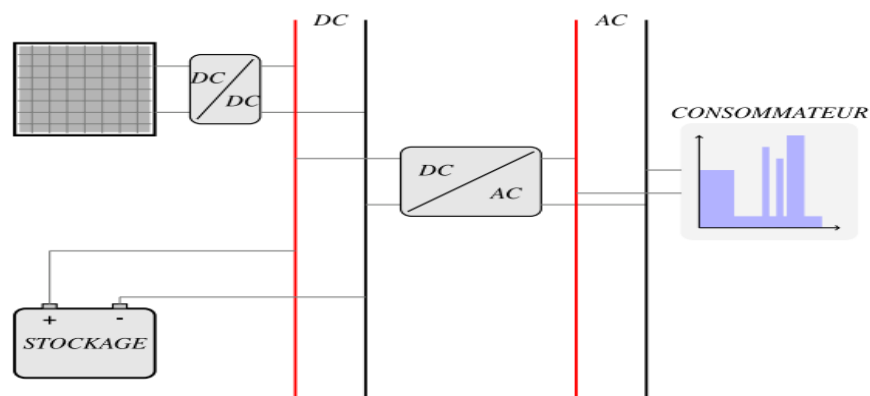 DC
AC
DC
DC
CONSOMMATEUR
DC
AC
+ -
STOCKAGE